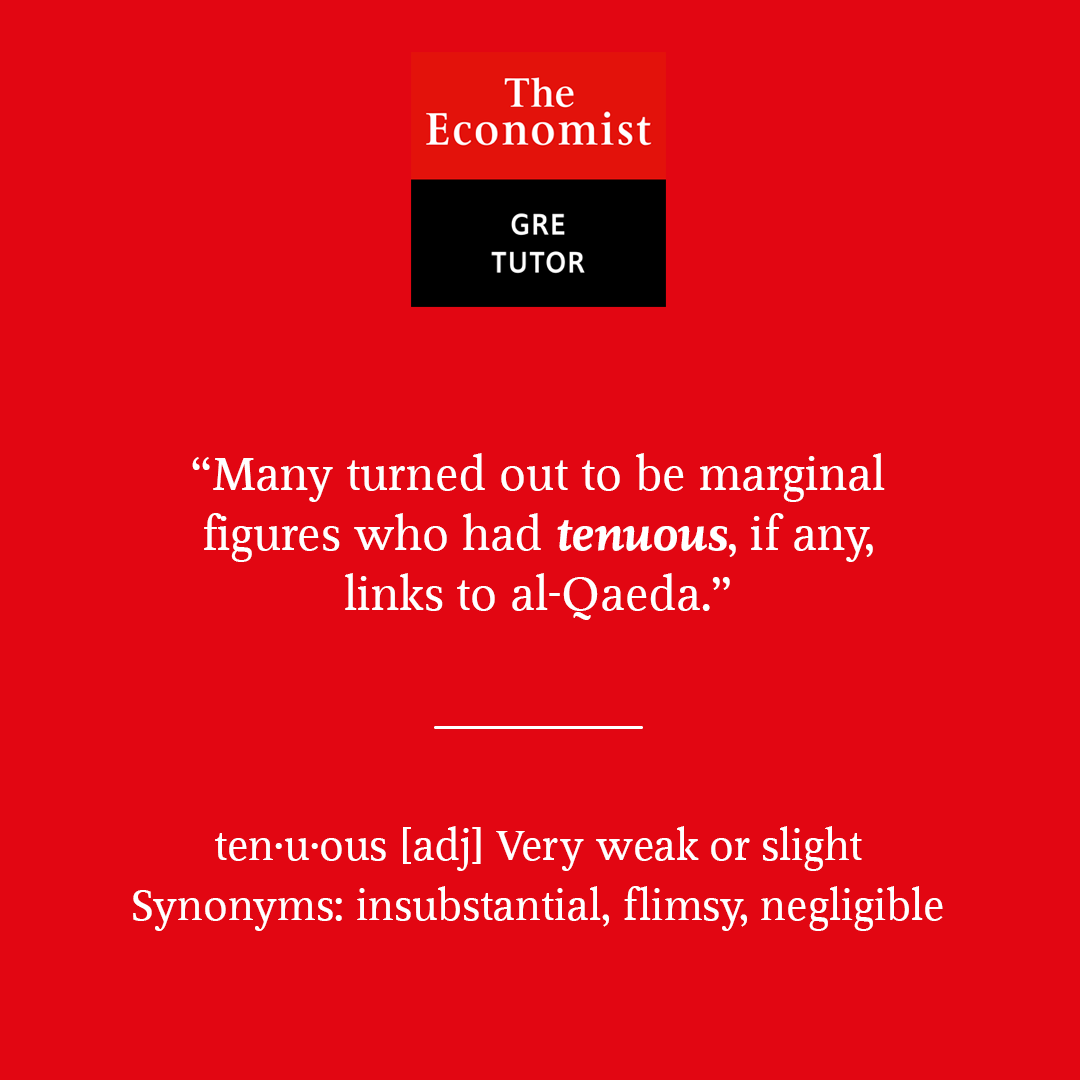 The
Economist
GRE
TUTOR
“Many turned out to be marginal
figures who had tenuous, if any,
links to al-Qaeda.”
ten·u·ous [adj] Very weak or slight
Synonyms: insubstantial, flimsy, negligible